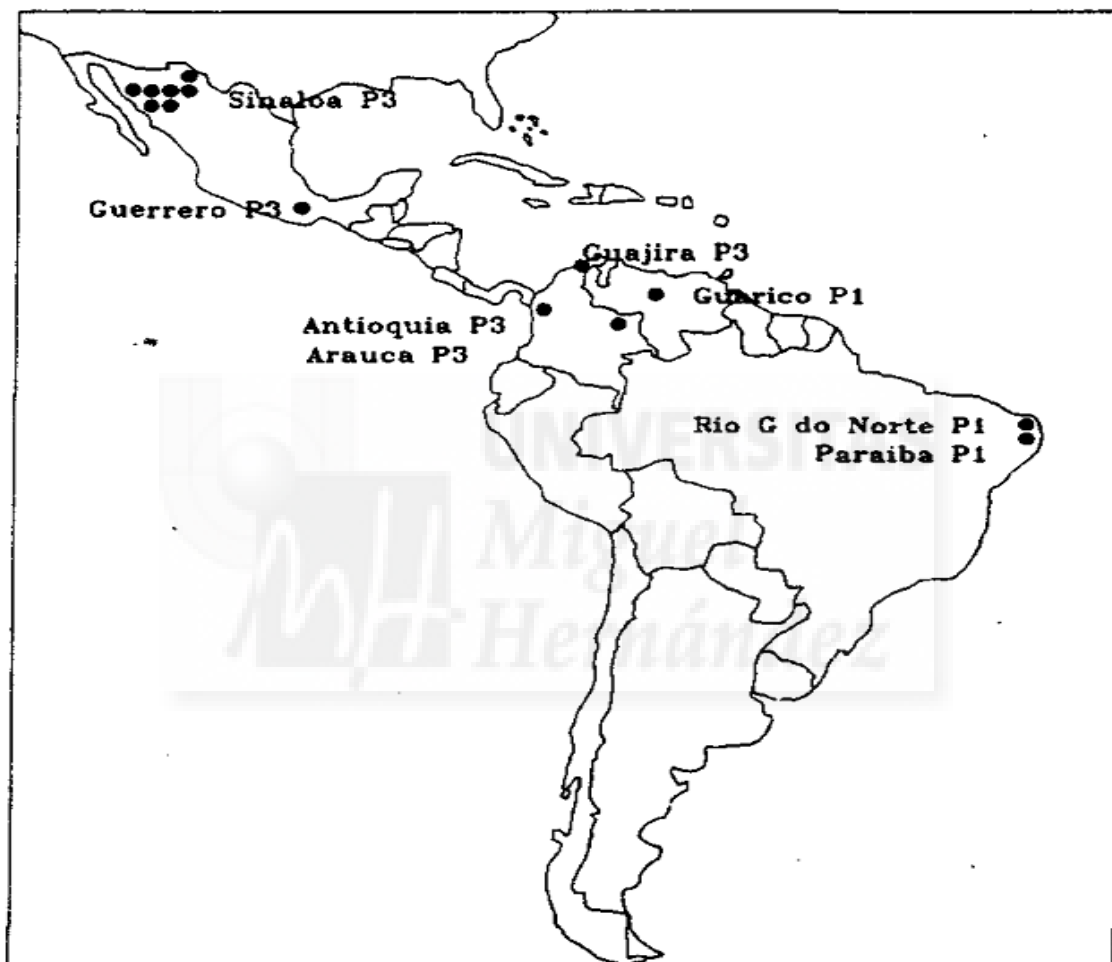 Sinaloa P3
Guerrero P3
Guajira P3
Guarico P1
Antioquia P3
Arauca P3
Rio G do Norte P1
Paraiba P1
UNIVERSITAS
Miguel
Hernández